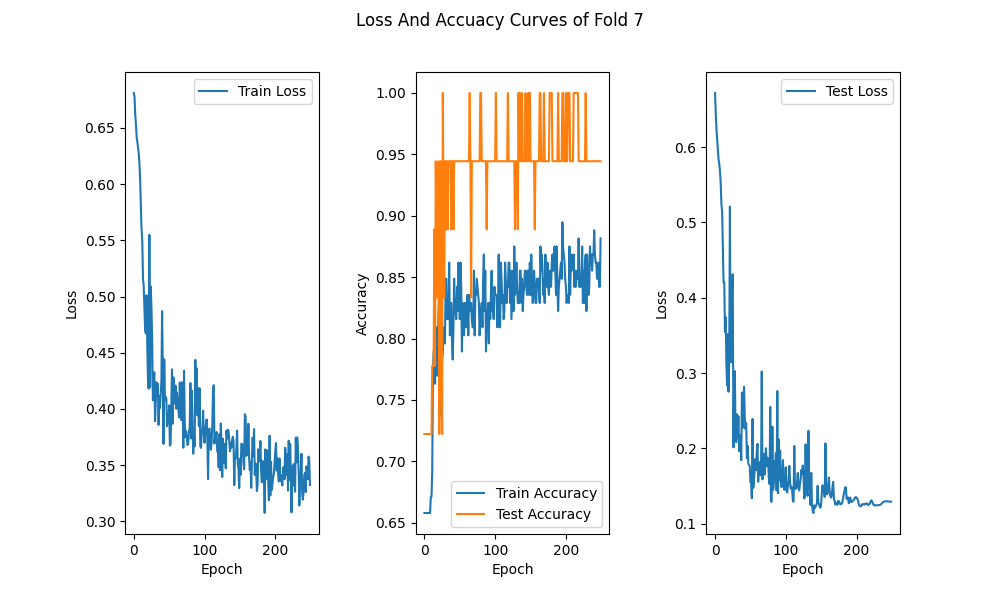 Loss And Accuacy Curves of Fold 7
Train Loss
0.65
0.60
0.55
0.50
0.45
0.40
0.35
0.30
Loss
0
100
200
Epoch
1.00
0.95
0.90
0.85
0.80
0.75
0.70
0.65
Accuracy
Train Accuracy
Test Accuracy
0
100
200
Epoch
Test Loss
0.6
0.5
0.4
0.3
0.2
0.1
Loss
0
100
200
Epoch